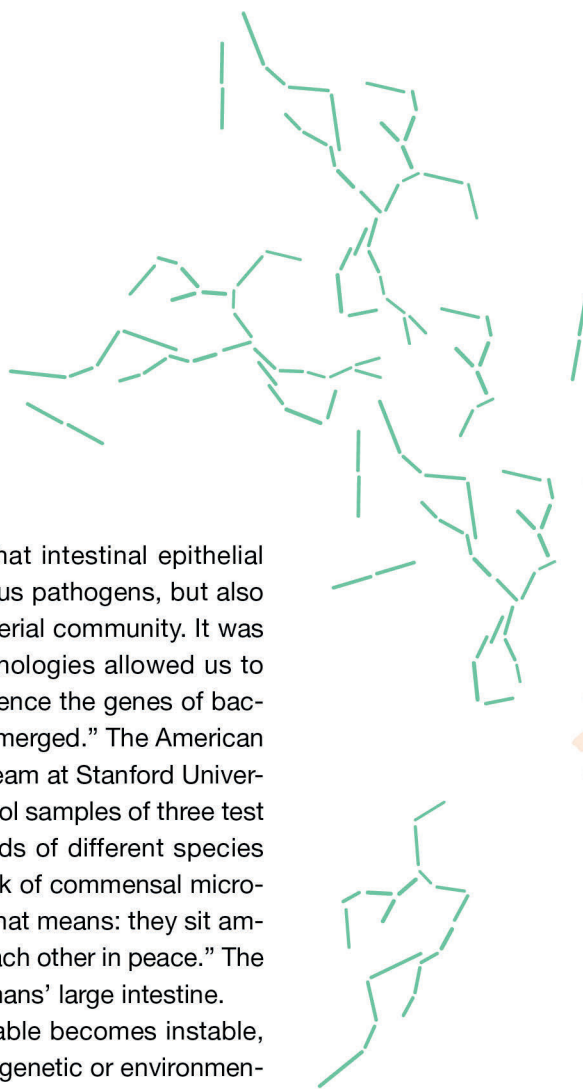 hat intestinal epithelial
us pathogens, but also
erial community. It was
nologies allowed us to
ence the genes of bac-
merged.” The American
eam at Stanford Univer-
ol samples of three test
ds of different species
k of commensal micro-
hat means: they sit am-
ach other in peace.” The
nans’ large intestine.
able becomes instable,
genetic or environmen-